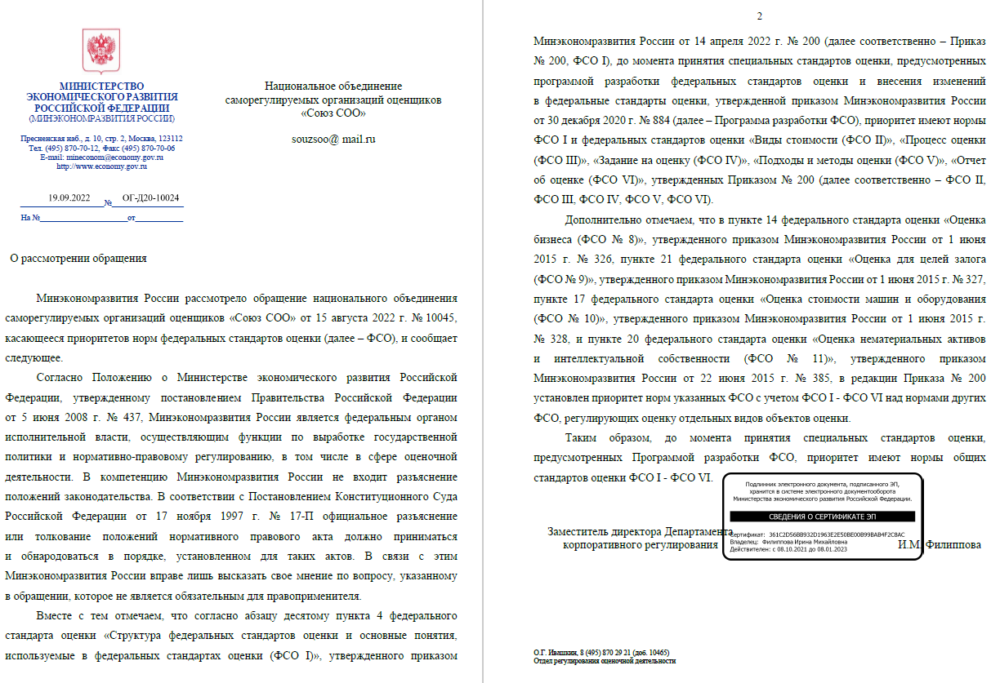 МИНИСТЕРСТВО
ЭКОНОМИЧЕСКОГО РАЗВИТИЯ
РОССИЙСКОЙ ФЕДЕРАЦИИ
(МИНЭКОНОМРАЗВИТИЯ РОССИИ)
Пресненская наб., д. 10, стр. 2, Москва, 123112
Тел. (495) 870-70-12, Факс (495) 870-70-06
E-mail: mineconom@economy.gov.ru
http://www.economy.gov.ru
19.09.2022 № ОГ-Д20-10024
На № от
Национальное объединение
саморегулируемых организаций оценщиков
«Союз СОО»
souzsoo@ mail.ru
О рассмотрении обращения
Минэкономразвития России рассмотрело обращение национального объединения
саморегулируемых организаций оценщиков «Союз СОО» от 15 августа 2022 г. № 10045,
касающееся приоритетов норм федеральных стандартов оценки (далее – ФСО), и сообщает
следующее.
Согласно Положению о Министерстве экономического развития Российской
Федерации, утвержденному постановлением Правительства Российской Федерации
от 5 июня 2008 г. № 437, Минэкономразвития России является федеральным органом
исполнительной власти, осуществляющим функции по выработке государственной
политики и нормативно-правовому регулированию, в том числе в сфере оценочной
деятельности. В компетенцию Минэкономразвития России не входит разъяснение
положений законодательства. В соответствии с Постановлением Конституционного Суда
Российской Федерации от 17 ноября 1997 г. № 17-П официальное разъяснение
или толкование положений нормативного правового акта должно приниматься
и обнародоваться в порядке, установленном для таких актов. В связи с этим
Минэкономразвития России вправе лишь высказать свое мнение по вопросу, указанному
в обращении, которое не является обязательным для правоприменителя.
Вместе с тем отмечаем, что согласно абзацу десятому пункта 4 федерального
стандарта оценки «Структура федеральных стандартов оценки и основные понятия,
используемые в федеральных стандартах оценки (ФСО I)», утвержденного приказом
2
Минэкономразвития России от 14 апреля 2022 г. № 200 (далее соответственно – Приказ
№ 200, ФСО I), до момента принятия специальных стандартов оценки, предусмотренных
программой разработки федеральных стандартов оценки и внесения изменений
в федеральные стандарты оценки, утвержденной приказом Минэкономразвития России
от 30 декабря 2020 г. № 884 (далее – Программа разработки ФСО), приоритет имеют нормы
ФСО I и федеральных стандартов оценки «Виды стоимости (ФСО II)», «Процесс оценки
(ФСО III)», «Задание на оценку (ФСО IV)», «Подходы и методы оценки (ФСО V)», «Отчет
об оценке (ФСО VI)», утвержденных Приказом № 200 (далее соответственно – ФСО II,
ФСО III, ФСО IV, ФСО V, ФСО VI).
Дополнительно отмечаем, что в пункте 14 федерального стандарта оценки «Оценка
бизнеса (ФСО № 8)», утвержденного приказом Минэкономразвития России от 1 июня
2015 г. № 326, пункте 21 федерального стандарта оценки «Оценка для целей залога
(ФСО № 9)», утвержденного приказом Минэкономразвития России от 1 июня 2015 г. № 327,
пункте 17 федерального стандарта оценки «Оценка стоимости машин и оборудования
(ФСО № 10)», утвержденного приказом Минэкономразвития России от 1 июня 2015 г.
№ 328, и пункте 20 федерального стандарта оценки «Оценка нематериальных активов
и интеллектуальной собственности (ФСО № 11)», утвержденного приказом
Минэкономразвития России от 22 июня 2015 г. № 385, в редакции Приказа № 200
установлен приоритет норм указанных ФСО с учетом ФСО I - ФСО VI над нормами других
ФСО, регулирующих оценку отдельных видов объектов оценки.
Таким образом, до момента принятия специальных стандартов оценки,
предусмотренных Программой разработки ФСО, приоритет имеют нормы общих
стандартов оценки ФСО I - ФСО VI.
Подлинник электронного документа, подписанного ЭП,
хранится в системе электронного документооборота
Министерства экономического развития Российской Федерации.
СВЕДЕНИЯ О СЕРТИФИКАТЕ ЭП
Сертификат: 361C2D56BB932D1963E2E50BE00B99BAB4F2C8AC
Владелец: Филиппова Ирина Михайловна
Действителен: с 08.10.2021 до 08.01.2023
Заместитель директора Департамента
корпоративного регулирования И.М. Филиппова
О.Г. Ивашкин, 8 (495) 870 29 21 (доб. 10465)
Отдел регулирования оценочной деятельности